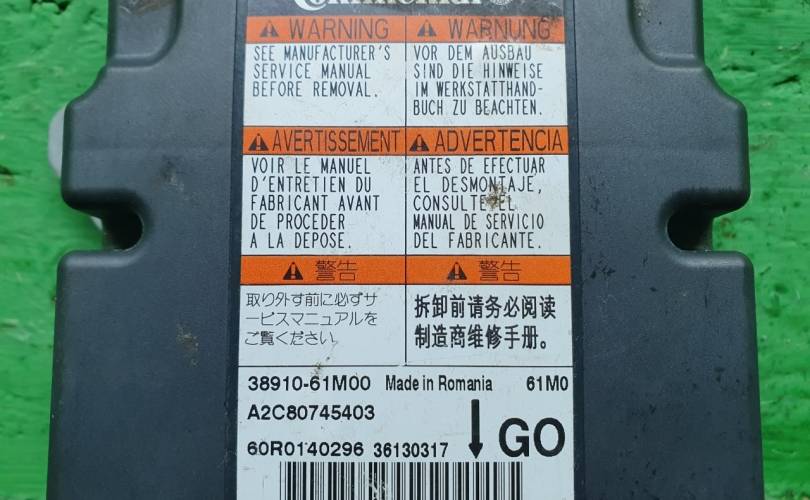 Continental
WARNING
SEE MANUFACTURER'S
SERVICE MANUAL
BEFORE REMOVAL.
WARNUNG
VOR DEM AUSBAU
SIND DIE HINWEISE
IM WERKSTATTHAND-
BUCH ZU BEACHTEN.
AVERTISSEMENT
VOIR LE MANUEL
D'ENTRETIEN DU
FABRICANT AVANT
DE PROCEDER
A LA DEPOSE.
ADVERTENCIA
ANTES DE EFECTUAR
EL DESMONTAJE,
CONSULTE EL
MANUAL DE SERVICIO
DEL FABRICANTE.
警告
取り外す前に必ずサ
ービスマニュアルを
ご覧ください。
警告
拆卸前请务必阅读
制造商维修手册。
38910-61M00 Made in Romania 61M0
A2C80745403
60R0140296 36130317 ↓ GO